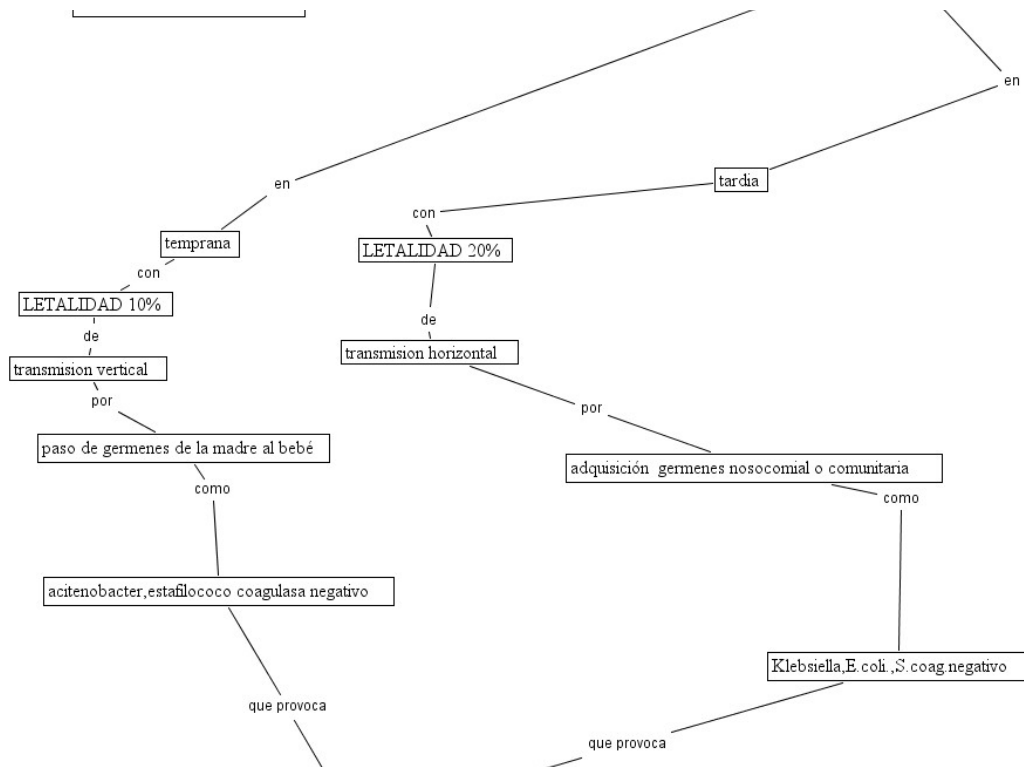 en
en
tardia
con
temprana
LETALIDAD 20%
con
LETALIDAD 10%
de
de
transmision horizontal
transmision vertical
por
por
paso de germenes de la madre al bebé
adquisición germenes nosocomial o comunitaria
como
como
acitenobacter,estafilococo coagulasa negativo
Klebsiella,E.coli.,S.coag.negativo
que provoca
que provoca